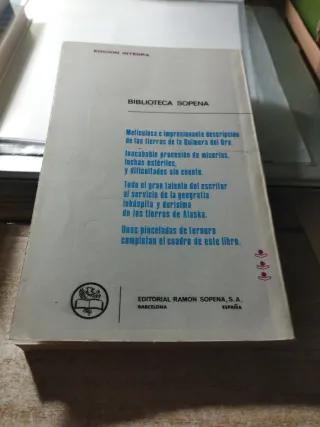 EDICION INTEGRA
BIBLIOTECA SOPENA
Meticulosa e impresionante descripción
de las tierras de la Quimera del Oro.
Inacabable procesión de miserias,
luchas estériles,
y dificultades sin cuento.
Todo el gran talento del escritor
al servicio de la geografía
inhóspita y durísima
de las tierras de Alaska.
Unas pinceladas de ternura
completan el cuadro de este libro.
EDITORIAL RAMON SOPENA, S. A.
BARCELONA ESPAÑA